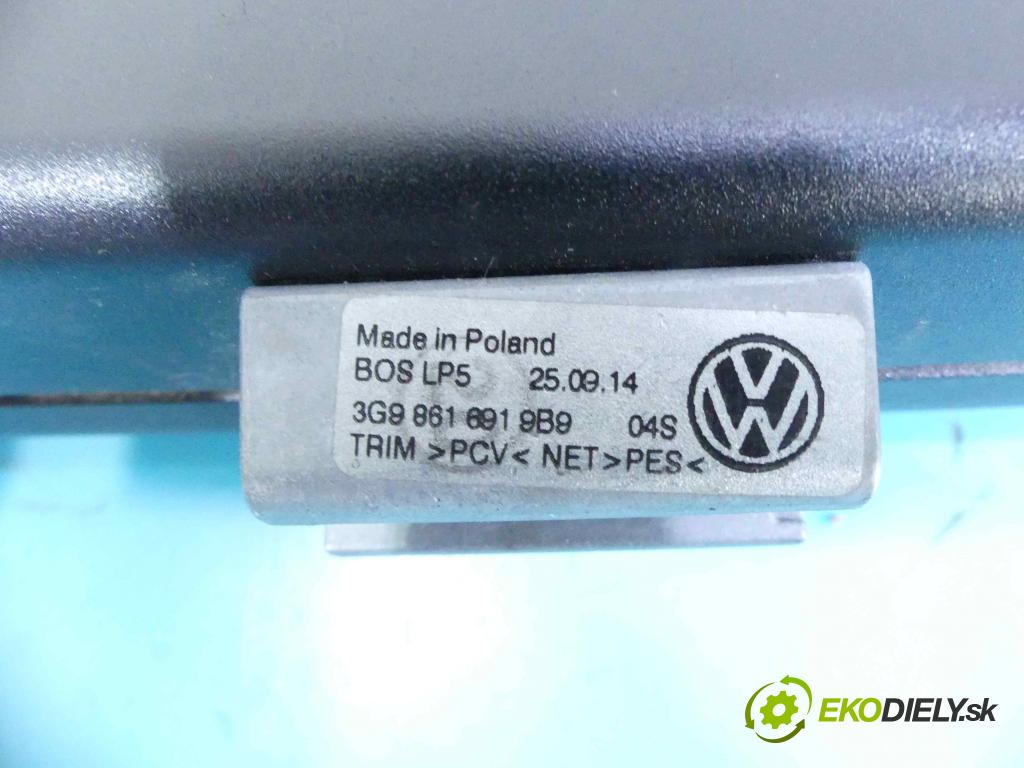 Made in Poland
BOS LP5 25.09.14
3G9 861 691 9B9 04S
TRIM >PCV< NET>PES<
VW
EKODIELY.sk